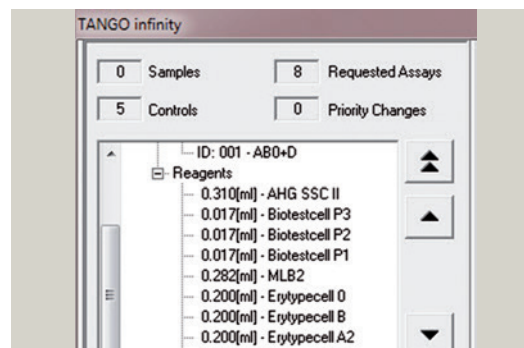 TANGO infinity
0 Samples 8 Requested Assays
5 Controls 0 Priority Changes
ID: 001 - AB0+D
Reagents
0.310[ml] - AHG SSC II
0.017[ml] - Biotestcell P3
0.017[ml] - Biotestcell P2
0.017[ml] - Biotestcell P1
0.282[ml] - MLB2
0.200[ml] - Erytypecell 0
0.200[ml] - Erytypecell B
0.200[ml] - Erytypecell A2